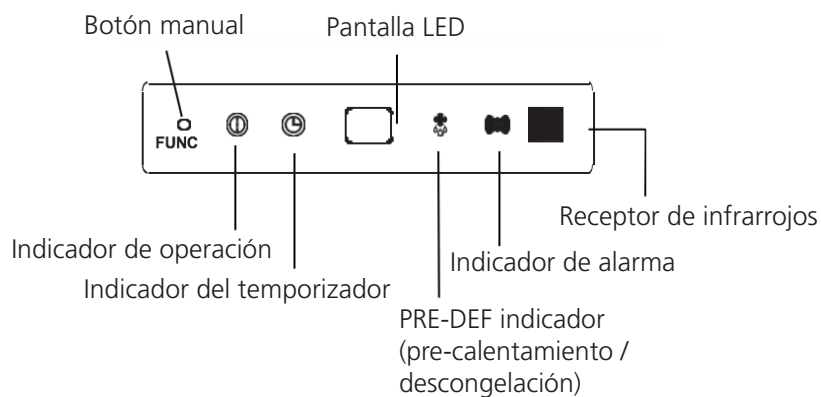 Botón manual
Pantalla LED
FUNC
Receptor de infrarrojos
Indicador de operación
Indicador de alarma
Indicador del temporizador
PRE-DEF indicador
(pre-calentamiento /
descongelación)